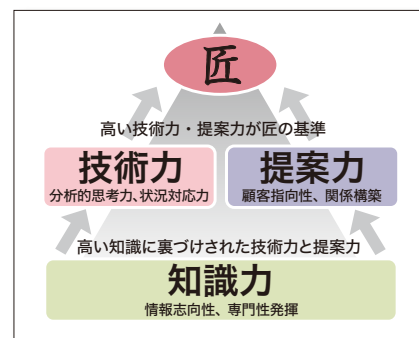 匠
高い技術力・提案力が匠の基準
技術力
分析的思考力、状況対応力
提案力
顧客指向性、関係構築
高い知識に裏づけされた技術力と提案力
知識力
情報志向性、専門性発揮